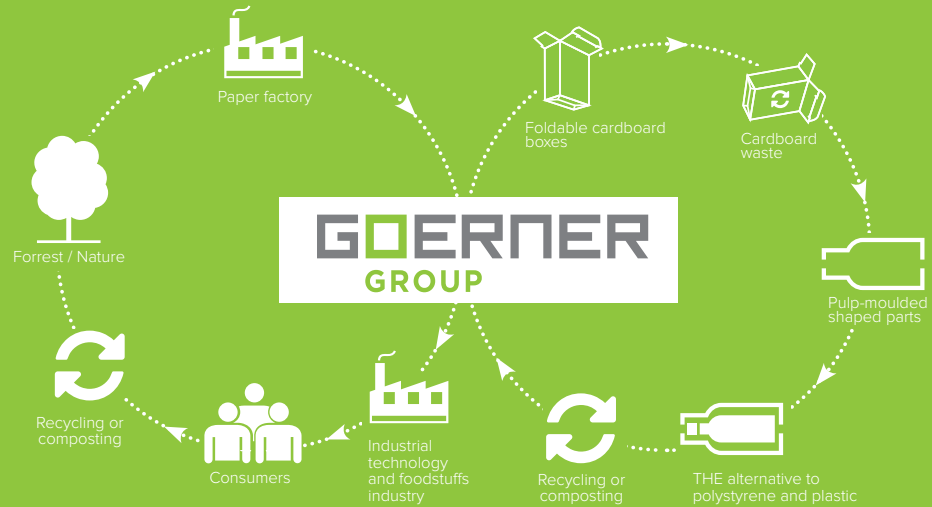 Paper factory
Foldable cardboard
boxes
Cardboard
waste
Forrest / Nature
GOERNER
GROUP
Pulp-moulded
shaped parts
Recycling or
composting
Consumers
Industrial
technology
and foodstuffs
industry
Recycling or
composting
THE alternative to
polystyrene and plastic